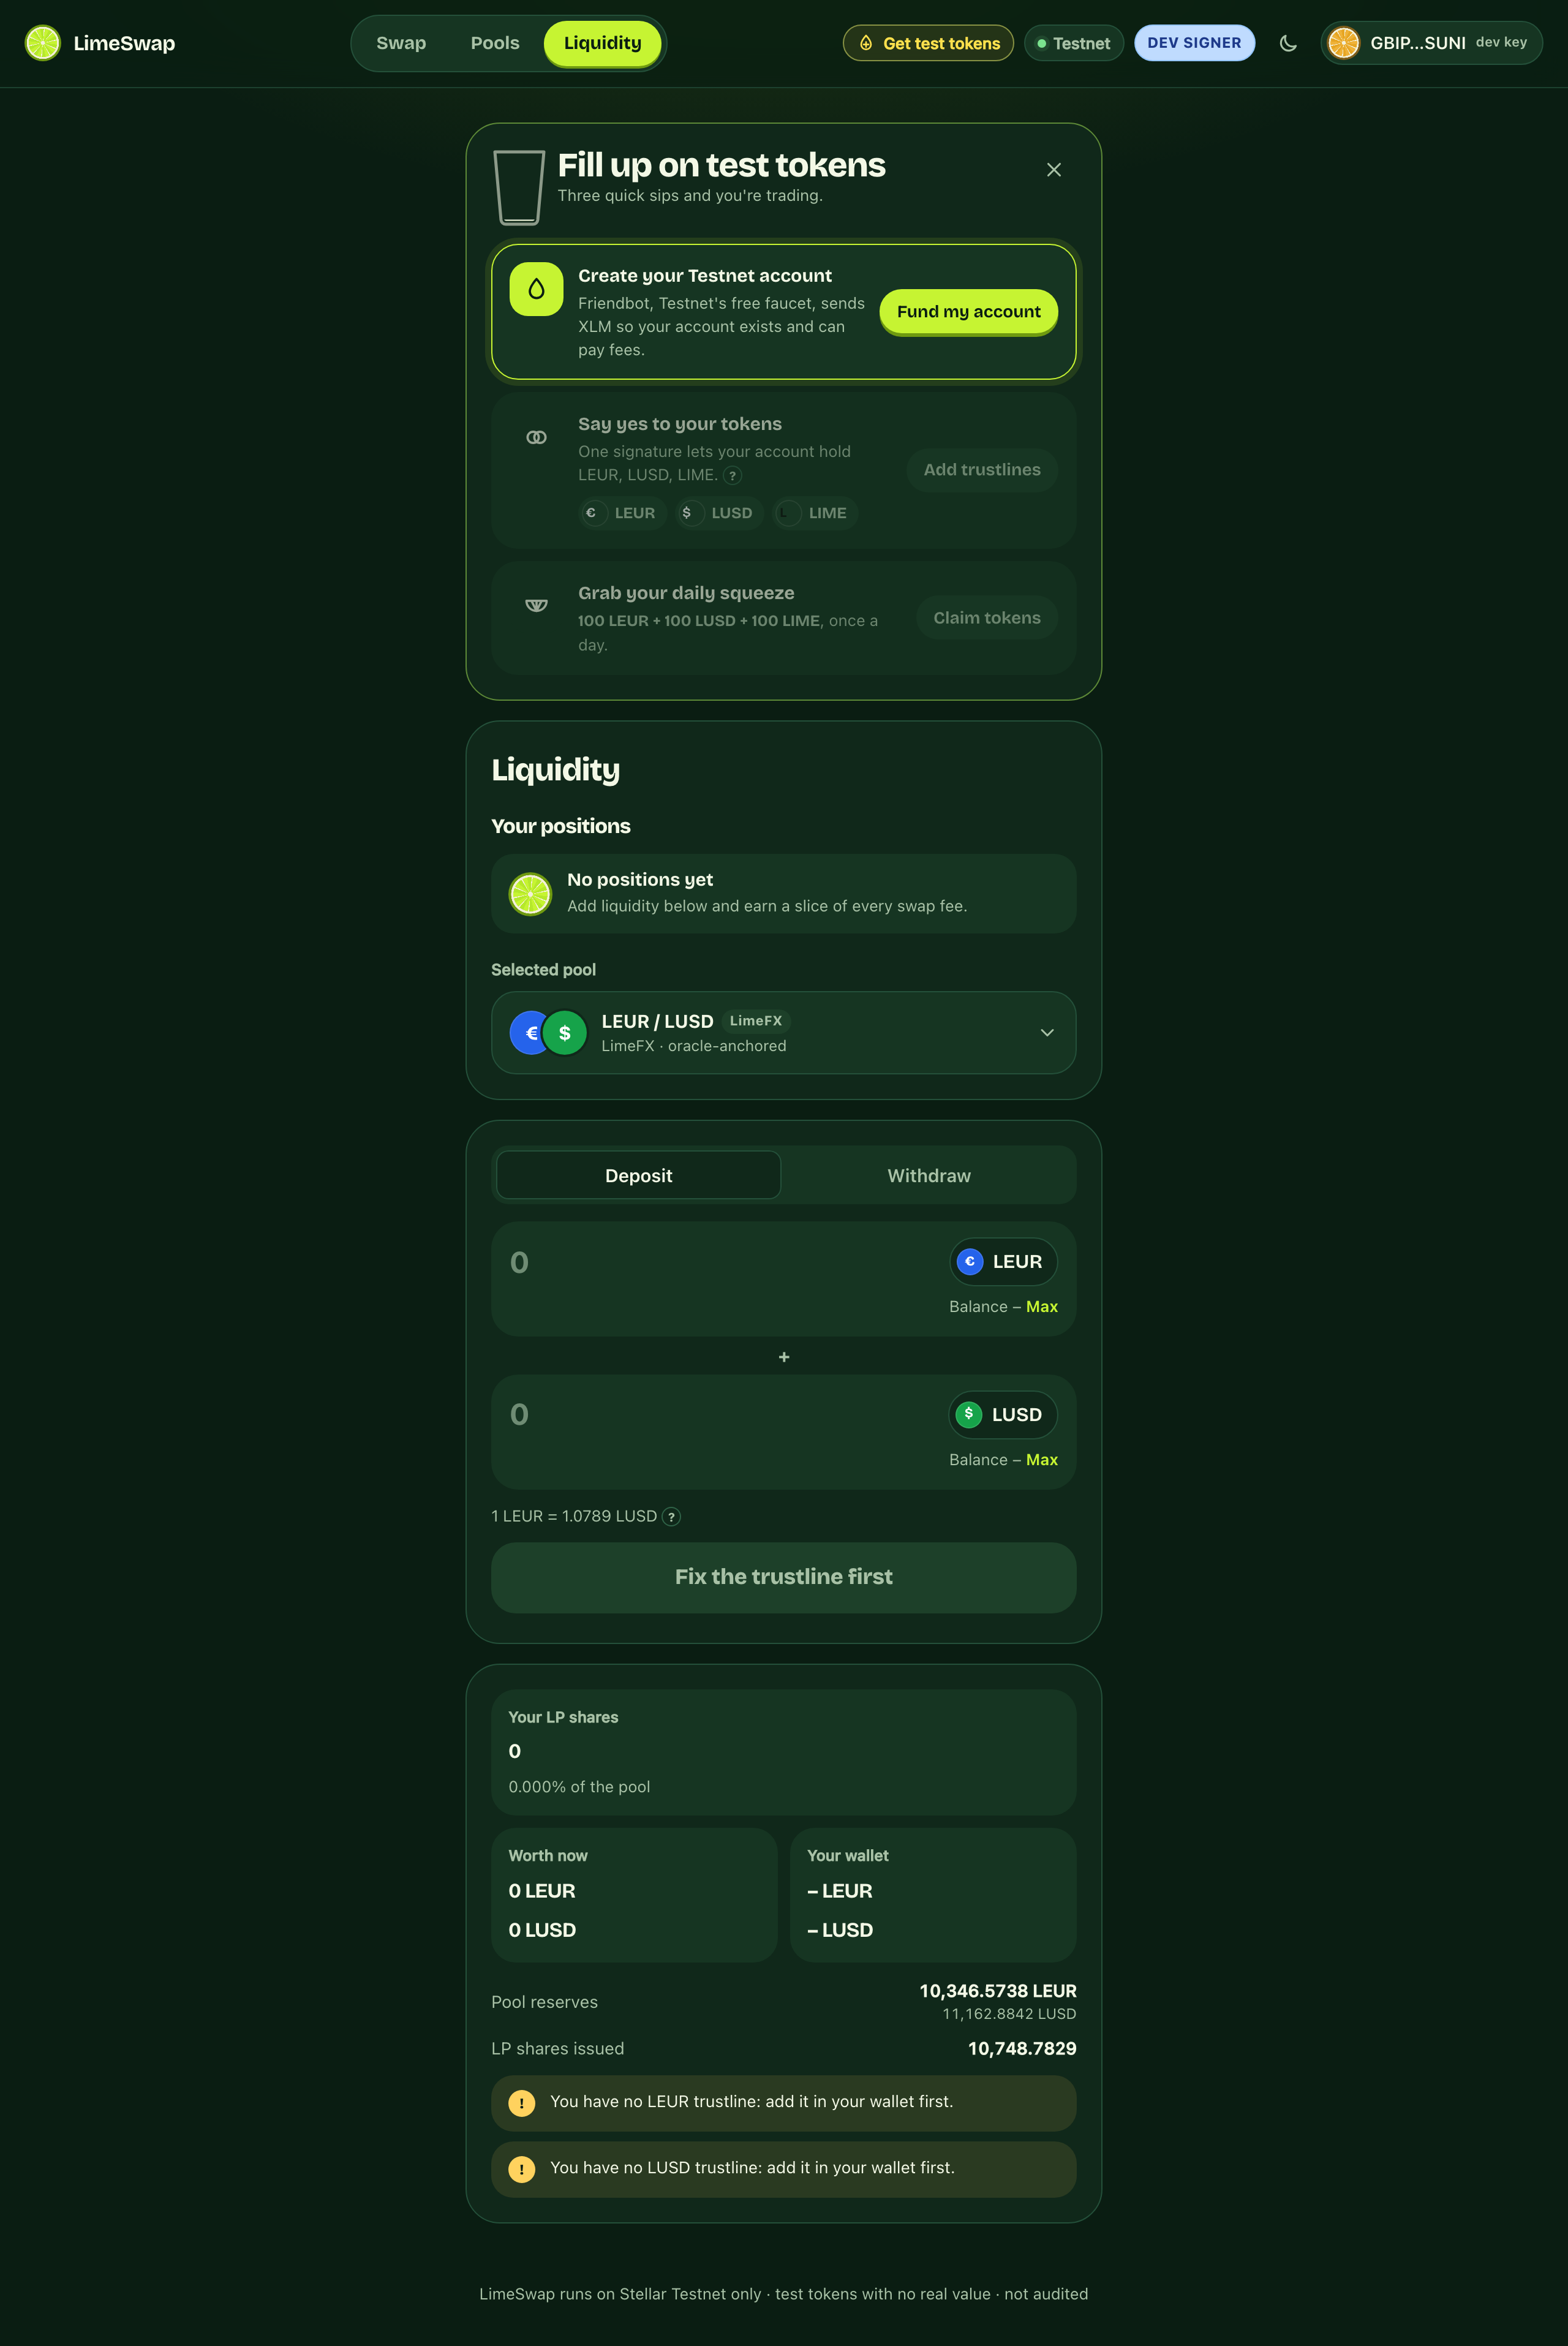 LimeSwap
Swap
Pools
Liquidity
Get test tokens
Testnet
DEV SIGNER
GBIP...SUNI dev key
Fill up on test tokens
Three quick sips and you're trading.
Create your Testnet account
Friendbot, Testnet's free faucet, sends
XLM so your account exists and can
pay fees.
Fund my account
Say yes to your tokens
One signature lets your account hold
LEUR, LUSD, LIME. ?
€ LEUR
$ LUSD
L LIME
Add trustlines
Grab your daily squeeze
100 LEUR + 100 LUSD + 100 LIME, once a
day.
Claim tokens
Liquidity
Your positions
No positions yet
Add liquidity below and earn a slice of every swap fee.
Selected pool
€ $
LEUR / LUSD LimeFX
LimeFX · oracle-anchored
Deposit
Withdraw
0
€ LEUR
Balance – Max
+
0
$ LUSD
Balance – Max
1 LEUR = 1.0789 LUSD ?
Fix the trustline first
Your LP shares
0
0.000% of the pool
Worth now
0 LEUR
0 LUSD
Your wallet
– LEUR
– LUSD
Pool reserves
10,346.5738 LEUR
11,162.8842 LUSD
LP shares issued
10,748.7829
! You have no LEUR trustline: add it in your wallet first.
! You have no LUSD trustline: add it in your wallet first.
LimeSwap runs on Stellar Testnet only · test tokens with no real value · not audited